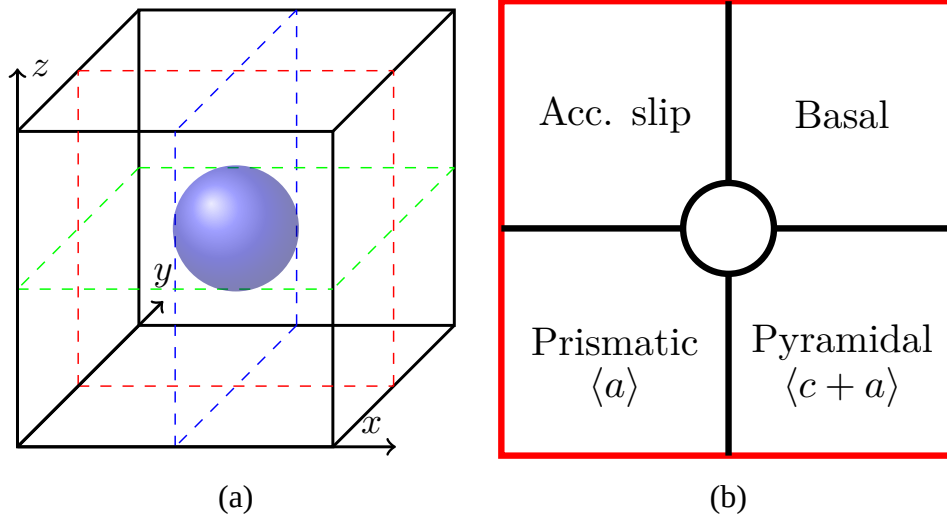 z
y
x
(a)
Acc. slip
Basal
Prismatic
⟨a⟩
Pyramidal
⟨c + a⟩
(b)